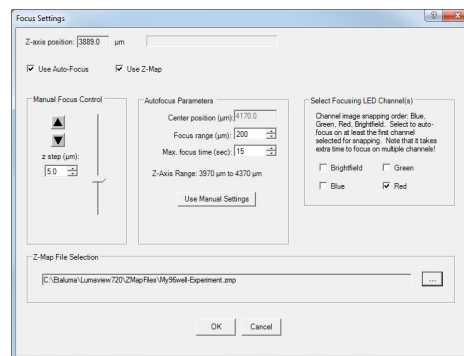 Focus Settings
Z-axis position: 3889.0 µm
Use Auto-Focus Use Z-Map
Manual Focus Control
z step (µm):
5.0
Autofocus Parameters
Center position (µm): 4170.0
Focus range (µm): 200
Max. focus time (sec): 15
Z-Axis Range: 3970 µm to 4370 µm
Use Manual Settings
Select Focusing LED Channel(s)
Channel image snapping order: Blue,
Green, Red, Brightfield. Select to auto-
focus on at least the first channel
selected for snapping. Note that it takes
extra time to focus on multiple channels!
Brightfield Green
Blue Red
Z-Map File Selection
C:\Etaluma\Lumaview720\ZMapFiles\My96well-Experiment.zmp
...
OK Cancel